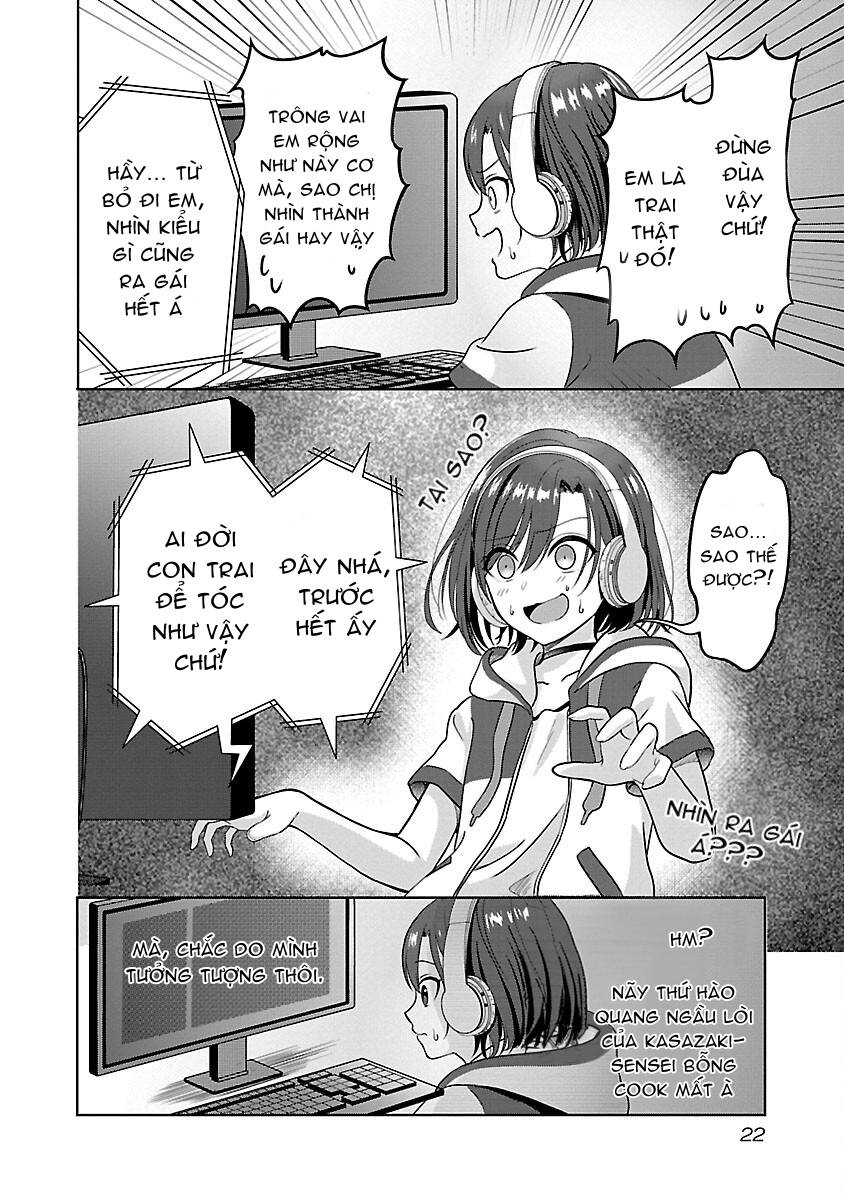 ĐỪNG
ĐÙA
VẬY
CHỨ!
EM LÀ
TRAI
THẬT
ĐÓ!
TRÔNG VAI
EM RỘNG
NHƯ NÀY CƠ
MÀ, SAO CHỊ
NHÌN THÀNH
GÁI HAY VẬY
HẦY... TỪ
BỎ ĐI EM,
NHÌN KIỂU
GÌ CŨNG
RA GÁI
HẾT Á
SAO...
SAO THẾ
ĐƯỢC?!
TẠI SAO?
NHÌN RA GÁI
Á???
ĐÂY NHÁ,
TRƯỚC
HẾT ẤY
AI ĐỜI
CON TRAI
ĐỂ TÓC
NHƯ VẬY
CHỨ!
HM?
NÃY THỨ HÀO
QUANG NGẦU LÒI
CỦA KASAZAKI-
SENSEI BỖNG
COOK MẤT À
MÀ, CHẮC DO MÌNH
TƯỞNG TƯỢNG THÔI.
22